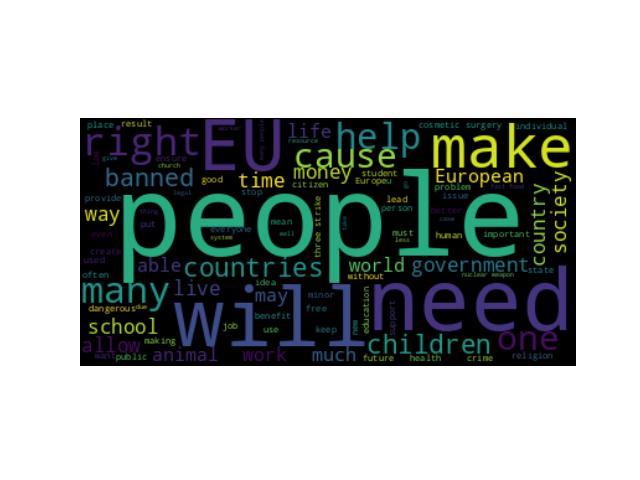 place result
cosmetic surgery individual
right EU life help make
church
ensure
give
resource
cause
banned good time money student European
citizen Europeu problem
provide stop lead issue
way people person country society
thing put everyone mean three strike must human important
even system well less
create able countries world government state
used without nuclear weapon
often idea
many live may minor education support need
dangerous due will benefit free
school job use keep new children one
allow making much
want public animal work future health crime religion